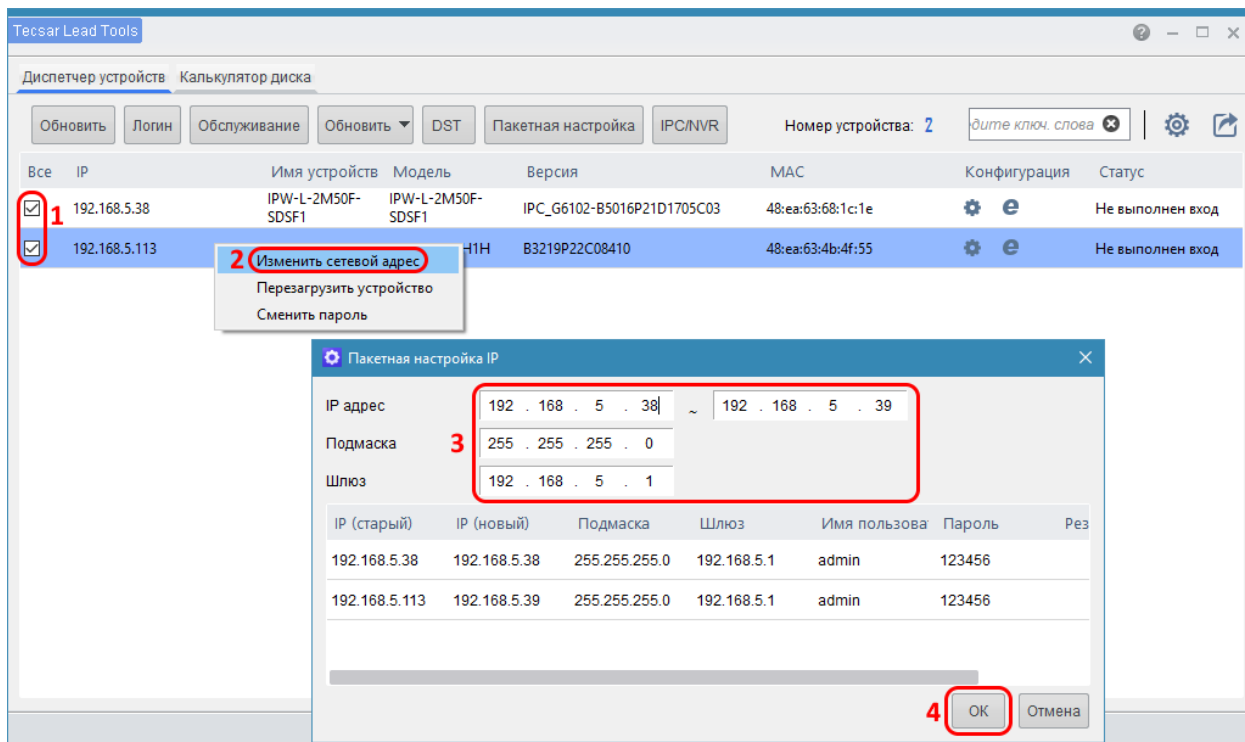 Tecsar Lead Tools
Диспетчер устройств Калькулятор диска
Обновить Логин Обслуживание Обновить DST Пакетная настройка IPC/NVR Номер устройства: 2 ключ. слова
Все IP Имя устройств Модель Версия MAC Конфигурация Статус
1 192.168.5.38 IPW-L-2M50F-SDSF1 IPW-L-2M50F-SDSF1 IPC_G6102-B5016P21D1705C03 48:ea:63:68:1c:1e Не выполнен вход
192.168.5.113 H1H B3219P22C08410 48:ea:63:4b:4f:55 Не выполнен вход
2 Изменить сетевой адрес
Перезагрузить устройство
Сменить пароль
Пакетная настройка IP
IP адрес 192 . 168 . 5 . 38 ~ 192 . 168 . 5 . 39
Подмаска 3 255 . 255 . 255 . 0
Шлюз 192 . 168 . 5 . 1
IP (старый) IP (новый) Подмаска Шлюз Имя пользоват Пароль Рез
192.168.5.38 192.168.5.38 255.255.255.0 192.168.5.1 admin 123456
192.168.5.113 192.168.5.39 255.255.255.0 192.168.5.1 admin 123456
4 OK Отмена